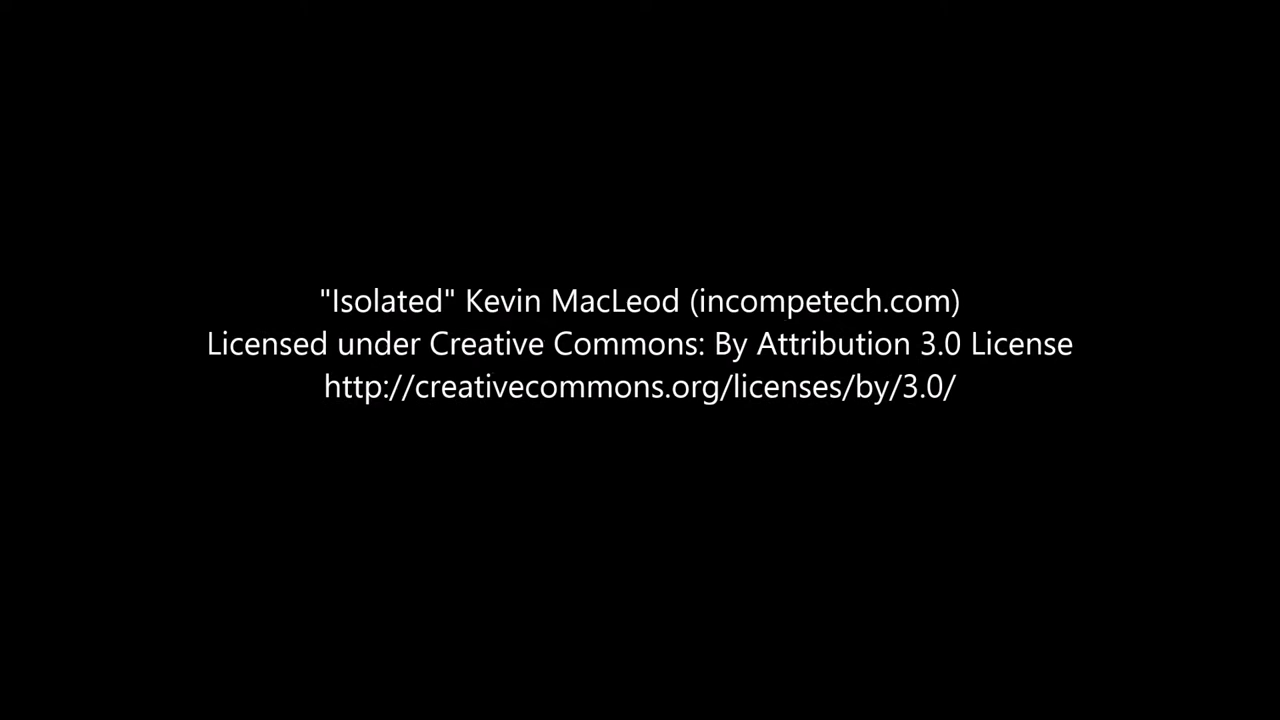 "Isolated" Kevin MacLeod (incompetech.com)
Licensed under Creative Commons: By Attribution 3.0 License
http://creativecommons.org/licenses/by/3.0/